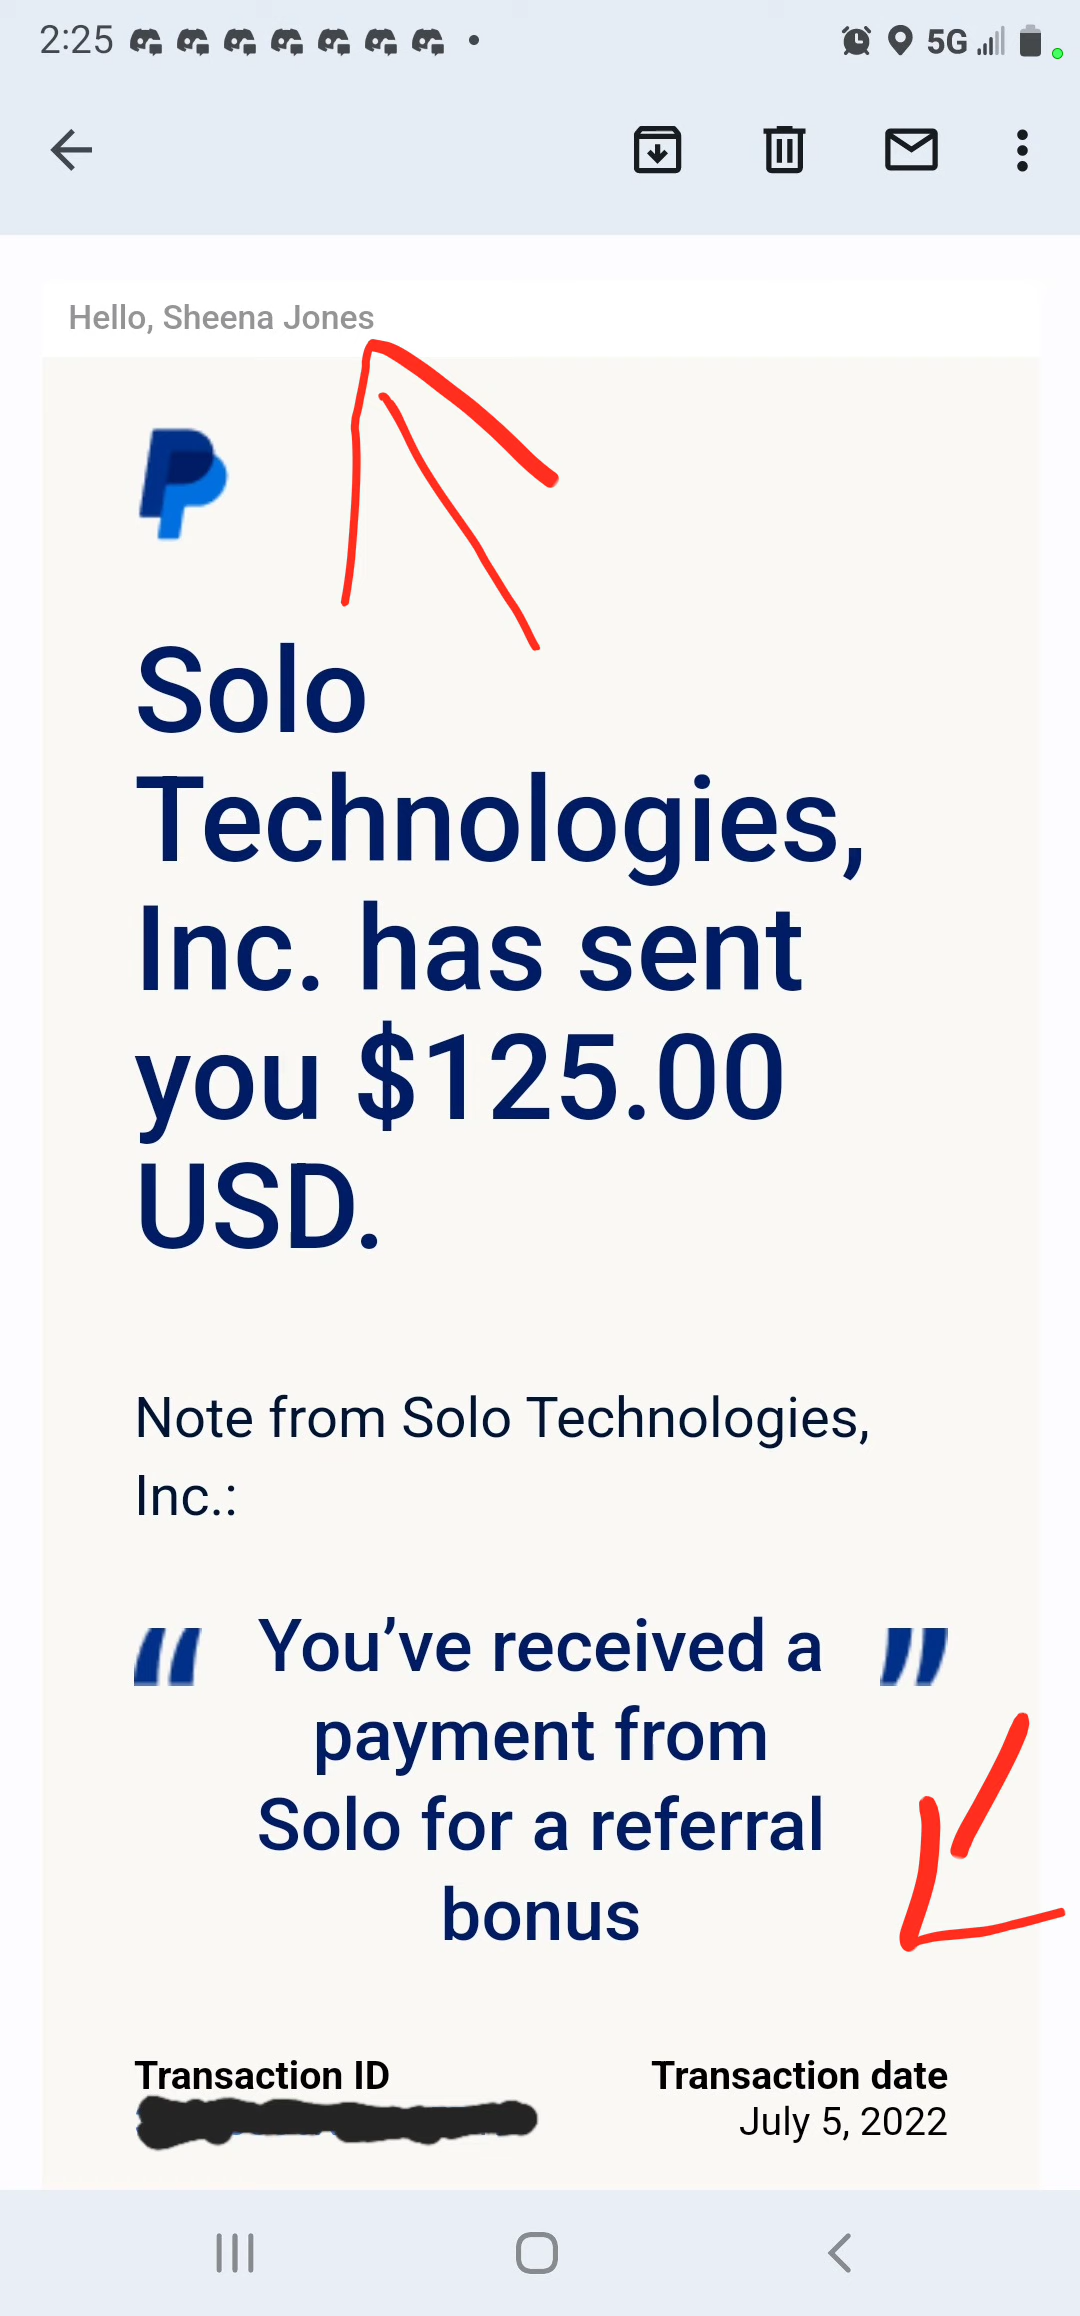 2:25
5G
Hello, Sheena Jones
Solo
Technologies,
Inc. has sent
you $125.00
USD.
Note from Solo Technologies,
Inc.:
“ You’ve received a ”
payment from
Solo for a referral
bonus
Transaction ID
Transaction date
July 5, 2022